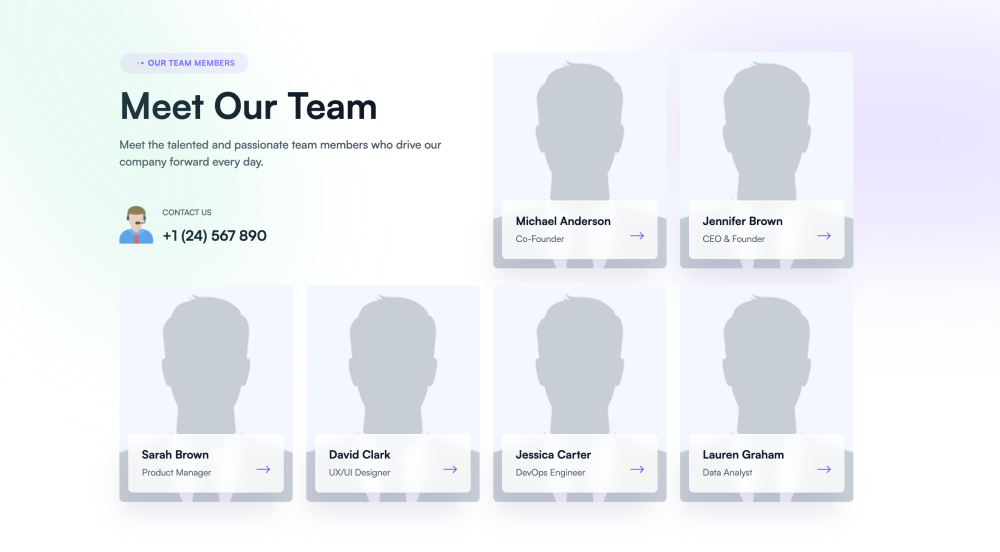 OUR TEAM MEMBERS
Meet Our Team
Meet the talented and passionate team members who drive our
company forward every day.
CONTACT US
+1 (24) 567 890
Michael Anderson
Co-Founder
Jennifer Brown
CEO & Founder
Sarah Brown
Product Manager
David Clark
UX/UI Designer
Jessica Carter
DevOps Engineer
Lauren Graham
Data Analyst